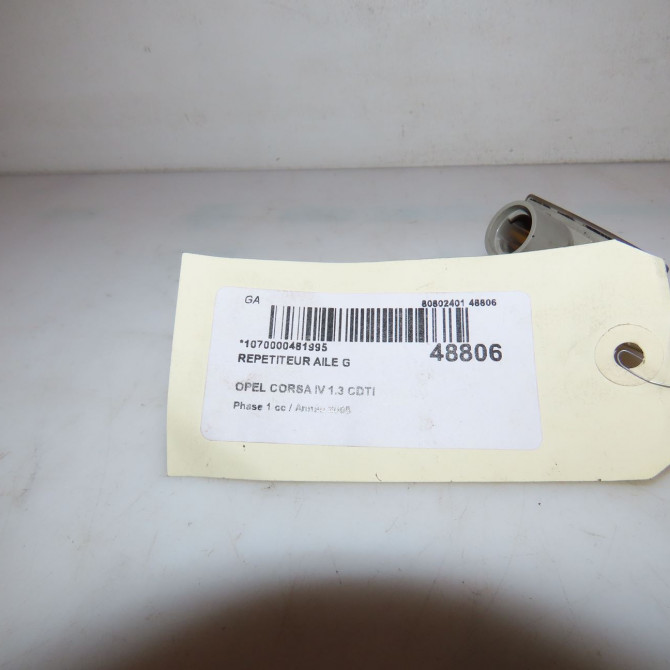 GA 80802401 48806
*1070000481995
REPETITEUR AILE G 48806
OPEL CORSA IV 1.3 CDTI
Phase 1 cc / Année